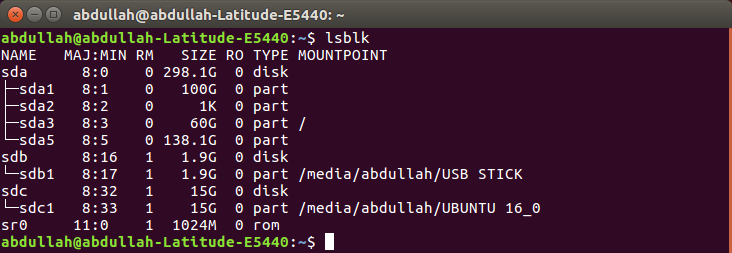 abdullah@abdullah-Latitude-E5440: ~
abdullah@abdullah-Latitude-E5440:~$ lsblk
NAME   MAJ:MIN RM   SIZE RO TYPE MOUNTPOINT
sda      8:0    0 298.1G  0 disk
├─sda1   8:1    0   100G  0 part
├─sda2   8:2    0     1K  0 part
├─sda3   8:3    0    60G  0 part /
└─sda5   8:5    0 138.1G  0 part
sdb      8:16   1   1.9G  0 disk
└─sdb1   8:17   1   1.9G  0 part /media/abdullah/USB STICK
sdc      8:32   1    15G  0 disk
└─sdc1   8:33   1    15G  0 part /media/abdullah/UBUNTU 16_0
sr0     11:0    1  1024M  0 rom
abdullah@abdullah-Latitude-E5440:~$